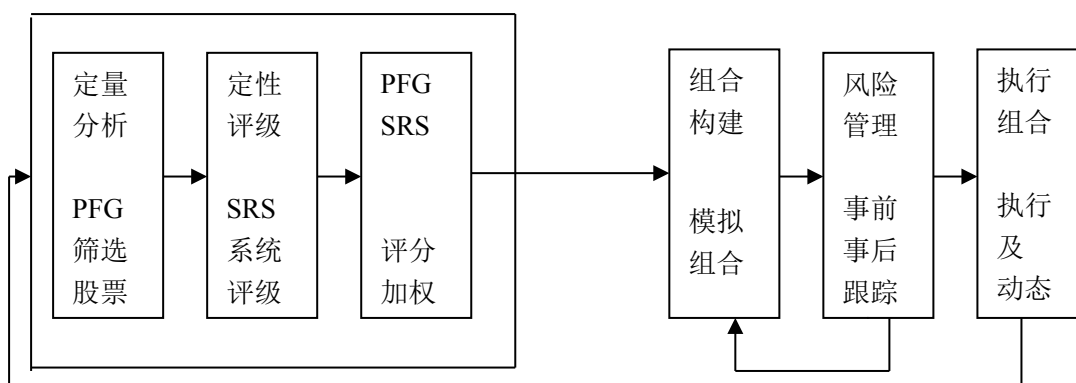 定量
分析
PFG
筛选
股票
定性
评级
SRS
系统
评级
PFG
SRS
评分
加权
组合
构建
模拟
组合
风险
管理
事前
事后
跟踪
执行
组合
执行
及
动态